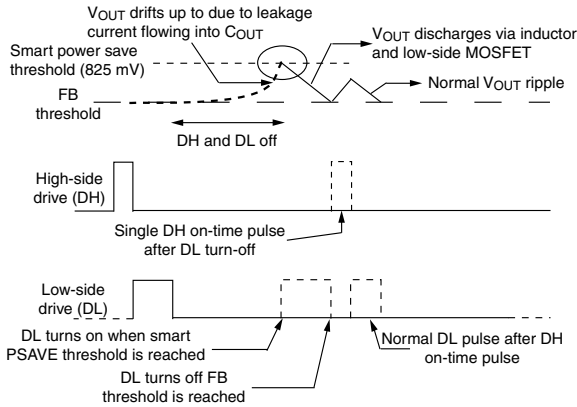 VOUT drifts up to due to leakage
current flowing into COUT
Smart power save
threshold (825 mV)
FB
threshold
VOUT discharges via inductor
and low-side MOSFET
Normal VOUT ripple
DH and DL off
High-side
drive (DH)
Single DH on-time pulse
after DL turn-off
Low-side
drive (DL)
DL turns on when smart
PSAVE threshold is reached
DL turns off FB
threshold is reached
Normal DL pulse after DH
on-time pulse